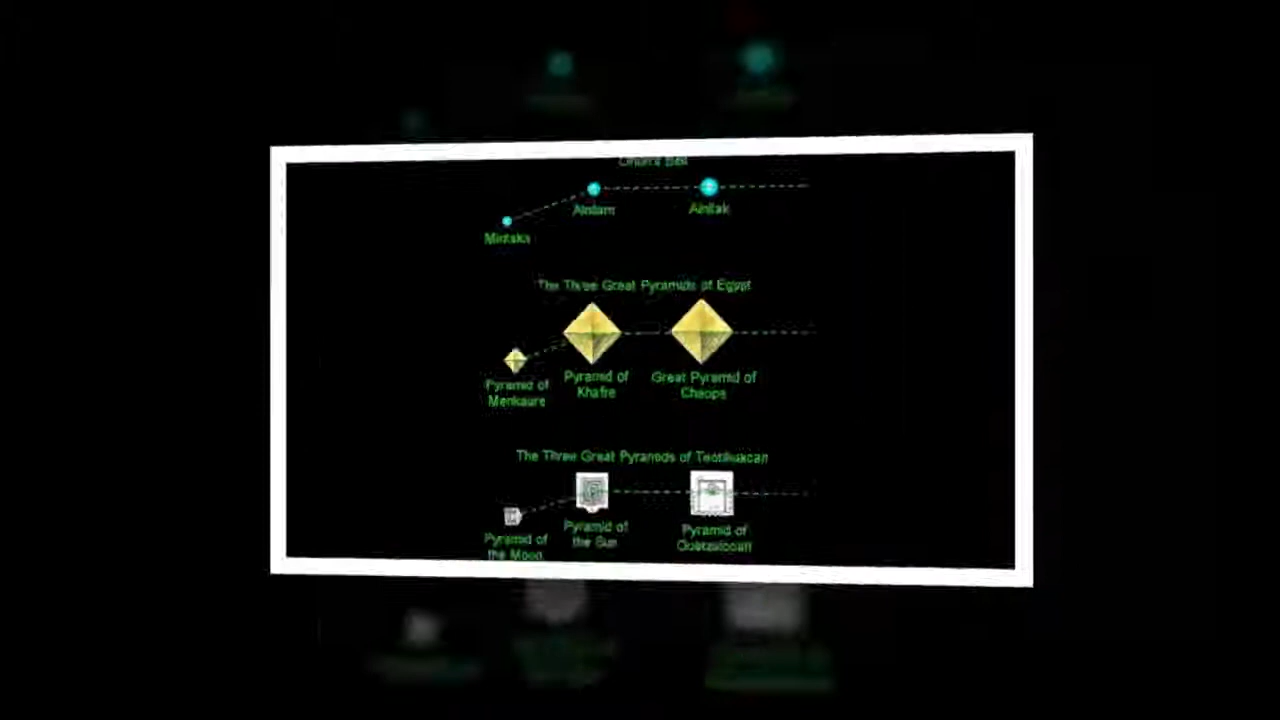 Orion's Belt
Alnilam
Alnitak
Mintaka
The Three Great Pyramids of Egypt
Pyramid of
Khafre
Great Pyramid of
Cheops
Pyramid of
Menkaure
The Three Great Pyramids of Teotihuacan
Pyramid of
the Sun
Pyramid of
Pyramid of
the Moon